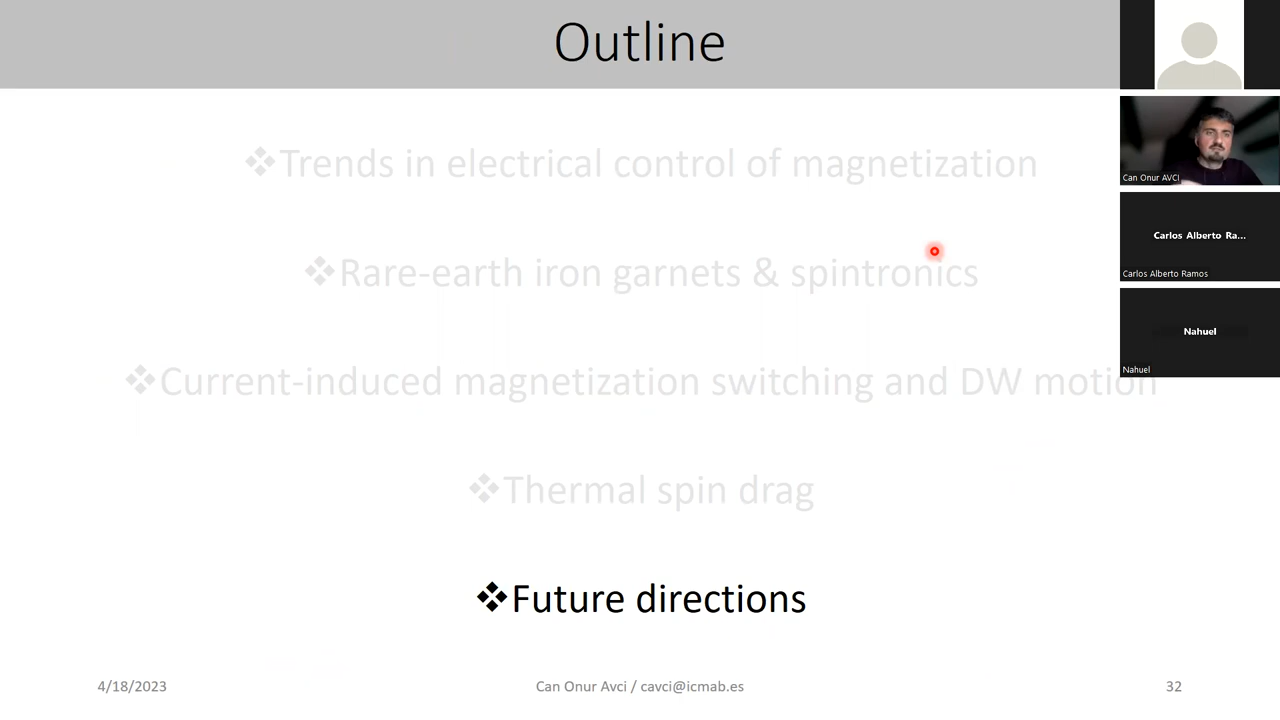 Outline
❖Trends in electrical control of magnetization
❖Rare-earth iron garnets & spintronics
❖Current-induced magnetization switching and DW motion
❖Thermal spin drag
❖Future directions
4/18/2023
Can Onur Avci / cavci@icmab.es
32
Can Onur AVCI
Carlos Alberto Ra...
Carlos Alberto Ramos
Nahuel
Nahuel